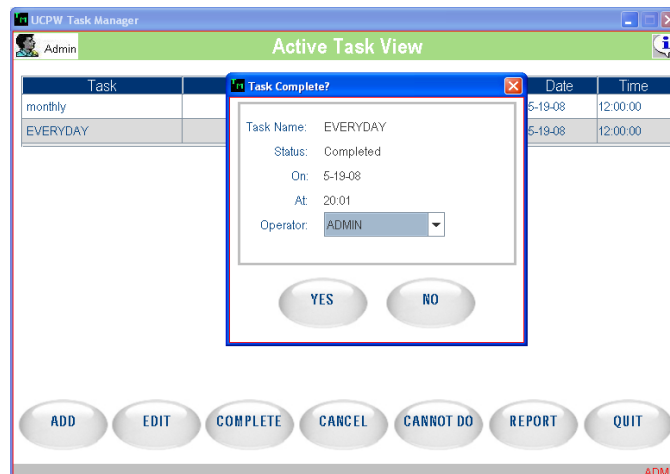 UCPW Task Manager
Admin
Active Task View
Task Date Time
monthly 5-19-08 12:00:00
EVERYDAY 5-19-08 12:00:00
Task Complete?
Task Name: EVERYDAY
Status: Completed
On: 5-19-08
At: 20:01
Operator: ADMIN
YES NO
ADD EDIT COMPLETE CANCEL CANNOT DO REPORT QUIT